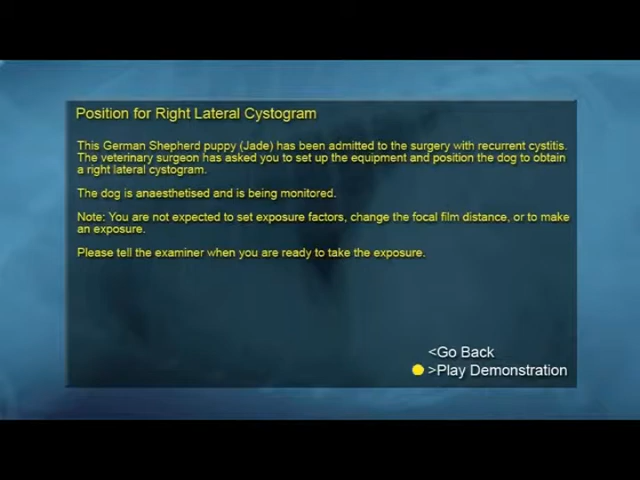 Position for Right Lateral Cystogram
This German Shepherd puppy (Jade) has been admitted to the surgery with recurrent cystitis.
The veterinary surgeon has asked you to set up the equipment and position the dog to obtain
a right lateral cystogram.
The dog is anaesthetised and is being monitored.
Note: You are not expected to set exposure factors, change the focal film distance, or to make
an exposure.
Please tell the examiner when you are ready to take the exposure.
<Go Back
>Play Demonstration